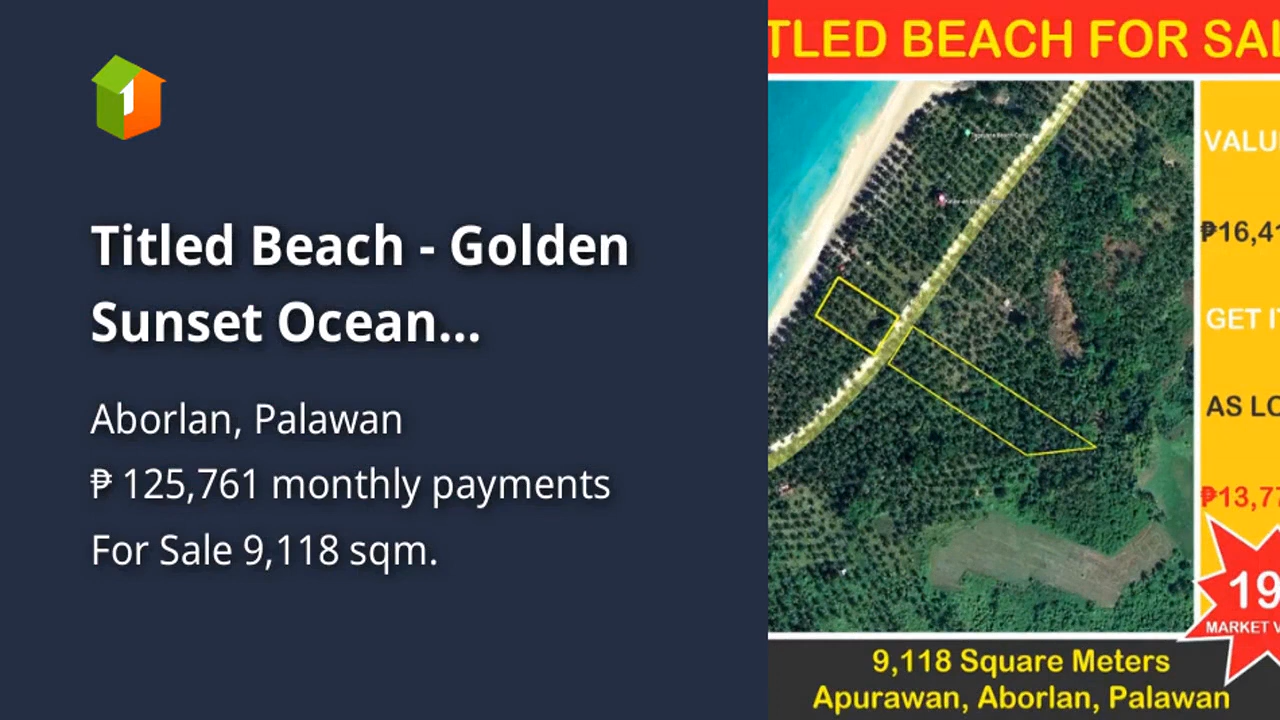 Titled Beach - Golden
Sunset Ocean...
Aborlan, Palawan
₱ 125,761 monthly payments
For Sale 9,118 sqm.
TLED BEACH FOR SAL
VALU
₱16,41
GET IT
AS LO
₱13,77
19
MARKET V
9,118 Square Meters
Apurawan, Aborlan, Palawan